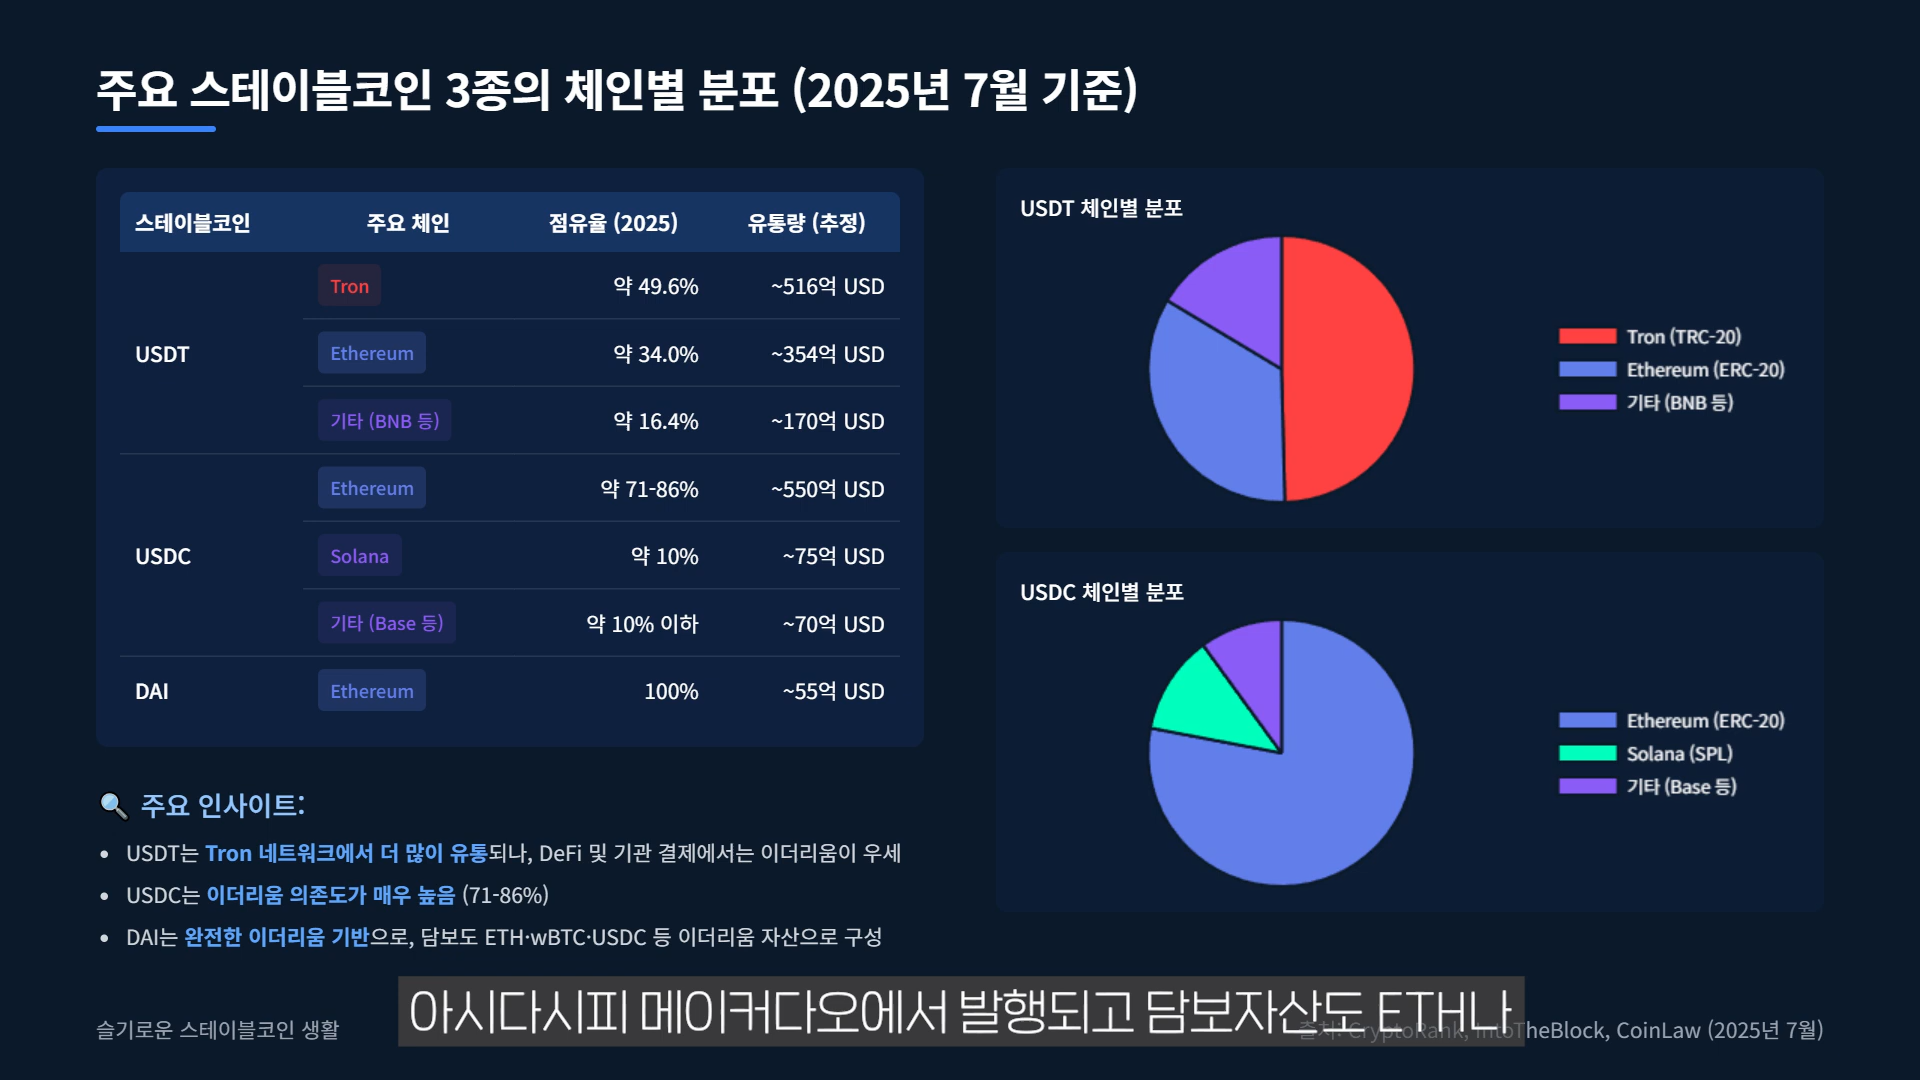 주요 스테이블코인 3종의 체인별 분포 (2025년 7월 기준)
스테이블코인 주요 체인 점유율 (2025) 유통량 (추정)
USDT
Tron 약 49.6% ~516억 USD
Ethereum 약 34.0% ~354억 USD
기타 (BNB 등) 약 16.4% ~170억 USD
USDC
Ethereum 약 71-86% ~550억 USD
Solana 약 10% ~75억 USD
기타 (Base 등) 약 10% 이하 ~70억 USD
DAI Ethereum 100% ~55억 USD
🔍 주요 인사이트:
• USDT는 Tron 네트워크에서 더 많이 유통되나, DeFi 및 기관 결제에서는 이더리움이 우세
• USDC는 이더리움 의존도가 매우 높음 (71-86%)
• DAI는 완전한 이더리움 기반으로, 담보도 ETH·wBTC·USDC 등 이더리움 자산으로 구성
USDT 체인별 분포
Tron (TRC-20)
Ethereum (ERC-20)
기타 (BNB 등)
USDC 체인별 분포
Ethereum (ERC-20)
Solana (SPL)
기타 (Base 등)
아시다시피 메이커다오에서 발행되고 담보자산도 ETH나
슬기로운 스테이블코인 생활
출처: CryptoRank, IntoTheBlock, CoinLaw (2025년 7월)